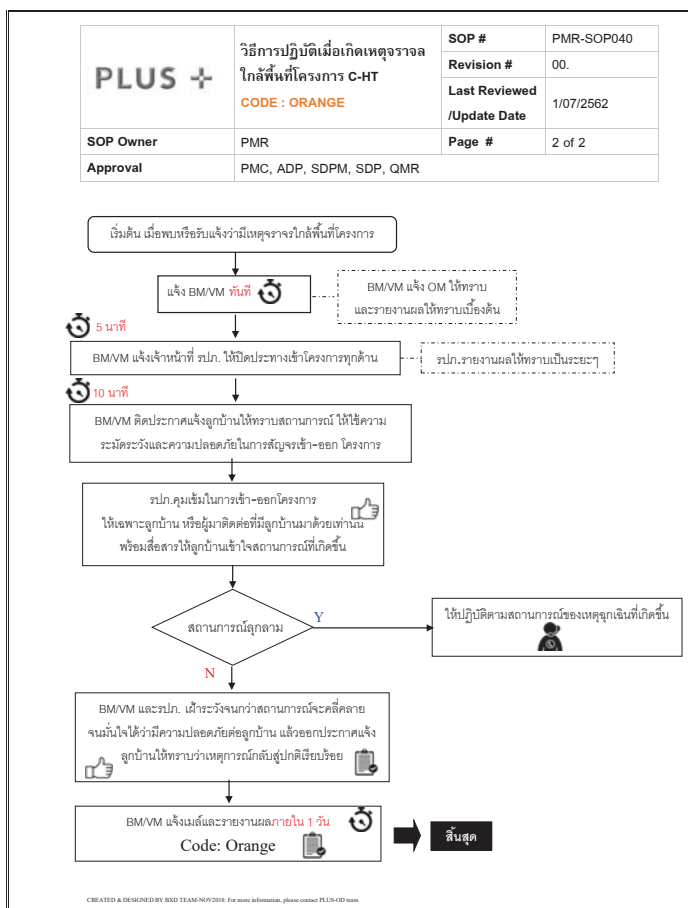 PLUS
วิธีการปฏิบัติเมื่อเกิดเหตุจราจล
ใกล้พื้นที่โครงการ C-HT
CODE : ORANGE
SOP #
PMR-SOP040
Revision #
00.
Last Reviewed
/Update Date
1/07/2562
SOP Owner
PMR
Page #
2 of 2
Approval
PMC, ADP, SDPM, SDP, QMR
เริ่มต้น เมื่อพบหรือรับแจ้งว่ามีเหตุจราจรใกล้พื้นที่โครงการ
แจ้ง BM/VM ทันที
BM/VM แจ้ง OM ให้ทราบ
และรายงานผลให้ทราบเบื้องต้น
5 นาที
BM/VM แจ้งเจ้าหน้าที่ รปภ. ให้ปิดประทางเข้าโครงการทุกด้าน
รปภ.รายงานผลให้ทราบเป็นระยะๆ
10 นาที
BM/VM ติดประกาศแจ้งลูกบ้านให้ทราบสถานการณ์ ให้ใช้ความ
ระมัดระวังและความปลอดภัยในการสัญจรเข้า-ออก โครงการ
รปภ.คุมเข้มในการเข้า-ออกโครงการ
ให้เฉพาะลูกบ้าน หรือผู้มาติดต่อที่มีลูกบ้านมาด้วยเท่านั้น
พร้อมสื่อสารให้ลูกบ้านเข้าใจสถานการณ์ที่เกิดขึ้น
สถานการณ์ลุกลาม
Y
ให้ปฏิบัติตามสถานการณ์ของเหตุฉุกเฉินที่เกิดขึ้น
N
BM/VM และรปภ. เฝ้าระวังจนกว่าสถานการณ์จะคลี่คลาย
จนมั่นใจได้ว่ามีความปลอดภัยต่อลูกบ้าน แล้วออกประกาศแจ้ง
ลูกบ้านให้ทราบว่าเหตุการณ์กลับสู่ปกติเรียบร้อย
BM/VM แจ้งเมล์และรายงานผลภายใน 1 วัน
Code: Orange
สิ้นสุด
CREATED & DESIGNED BY BXD TEAM-NOV2018: For more information, please contact PLUS-OD team